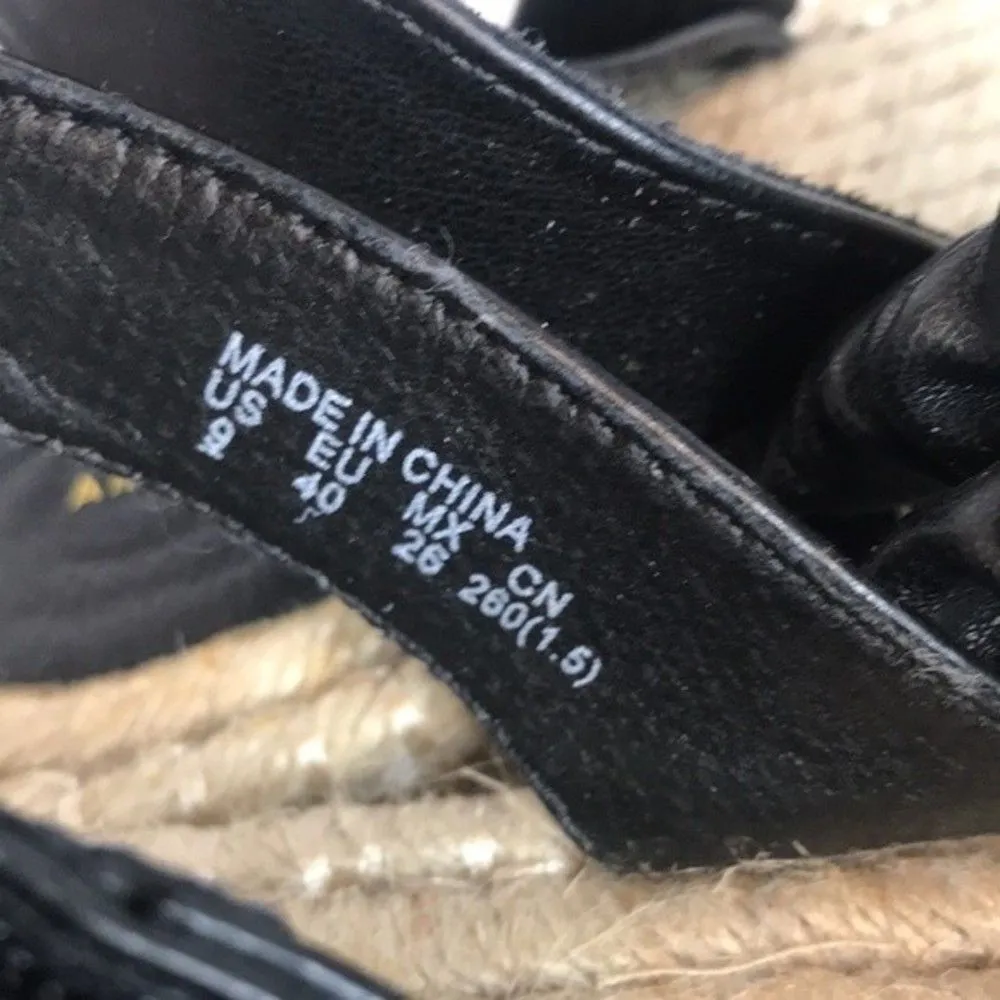 MADE IN CHINA
US EU MX CN
9 40 26 260(1.5)